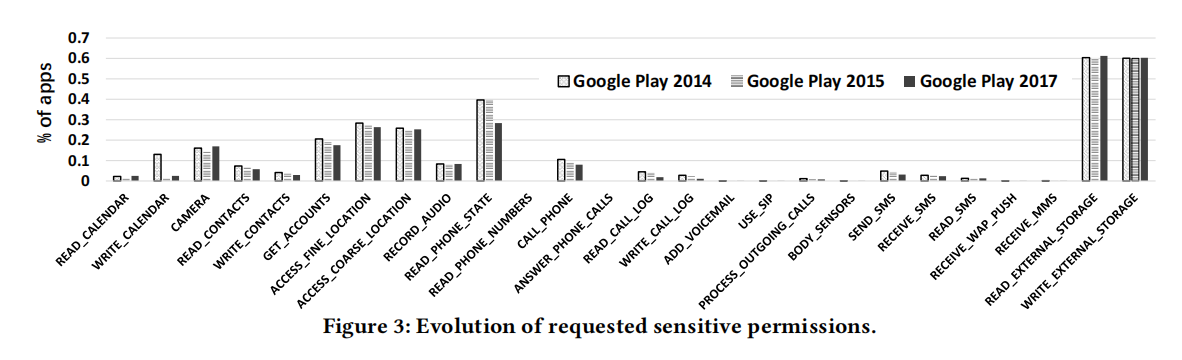 0.7
0.6
0.5
0.4
0.3
0.2
0.1
0
% of apps
Google Play 2014 Google Play 2015 Google Play 2017
READ_CALENDAR
WRITE_CALENDAR
CAMERA
READ_CONTACTS
WRITE_CONTACTS
GET_ACCOUNTS
ACCESS_FINE_LOCATION
ACCESS_COARSE_LOCATION
RECORD_AUDIO
READ_PHONE_STATE
READ_PHONE_NUMBERS
CALL_PHONE
ANSWER_PHONE_CALLS
READ_CALL_LOG
WRITE_CALL_LOG
ADD_VOICEMAIL
USE_SIP
PROCESS_OUTGOING_CALLS
BODY_SENSORS
SEND_SMS
RECEIVE_SMS
READ_SMS
RECEIVE_WAP_PUSH
RECEIVE_MMS
READ_EXTERNAL_STORAGE
WRITE_EXTERNAL_STORAGE
Figure 3: Evolution of requested sensitive permissions.